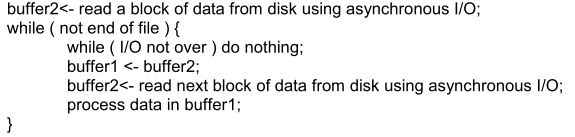 buffer2<- read a block of data from disk using asynchronous I/O;
while ( not end of file ) {
while ( I/O not over ) do nothing;
buffer1 <- buffer2;
buffer2<- read next block of data from disk using asynchronous I/O;
process data in buffer1;
}